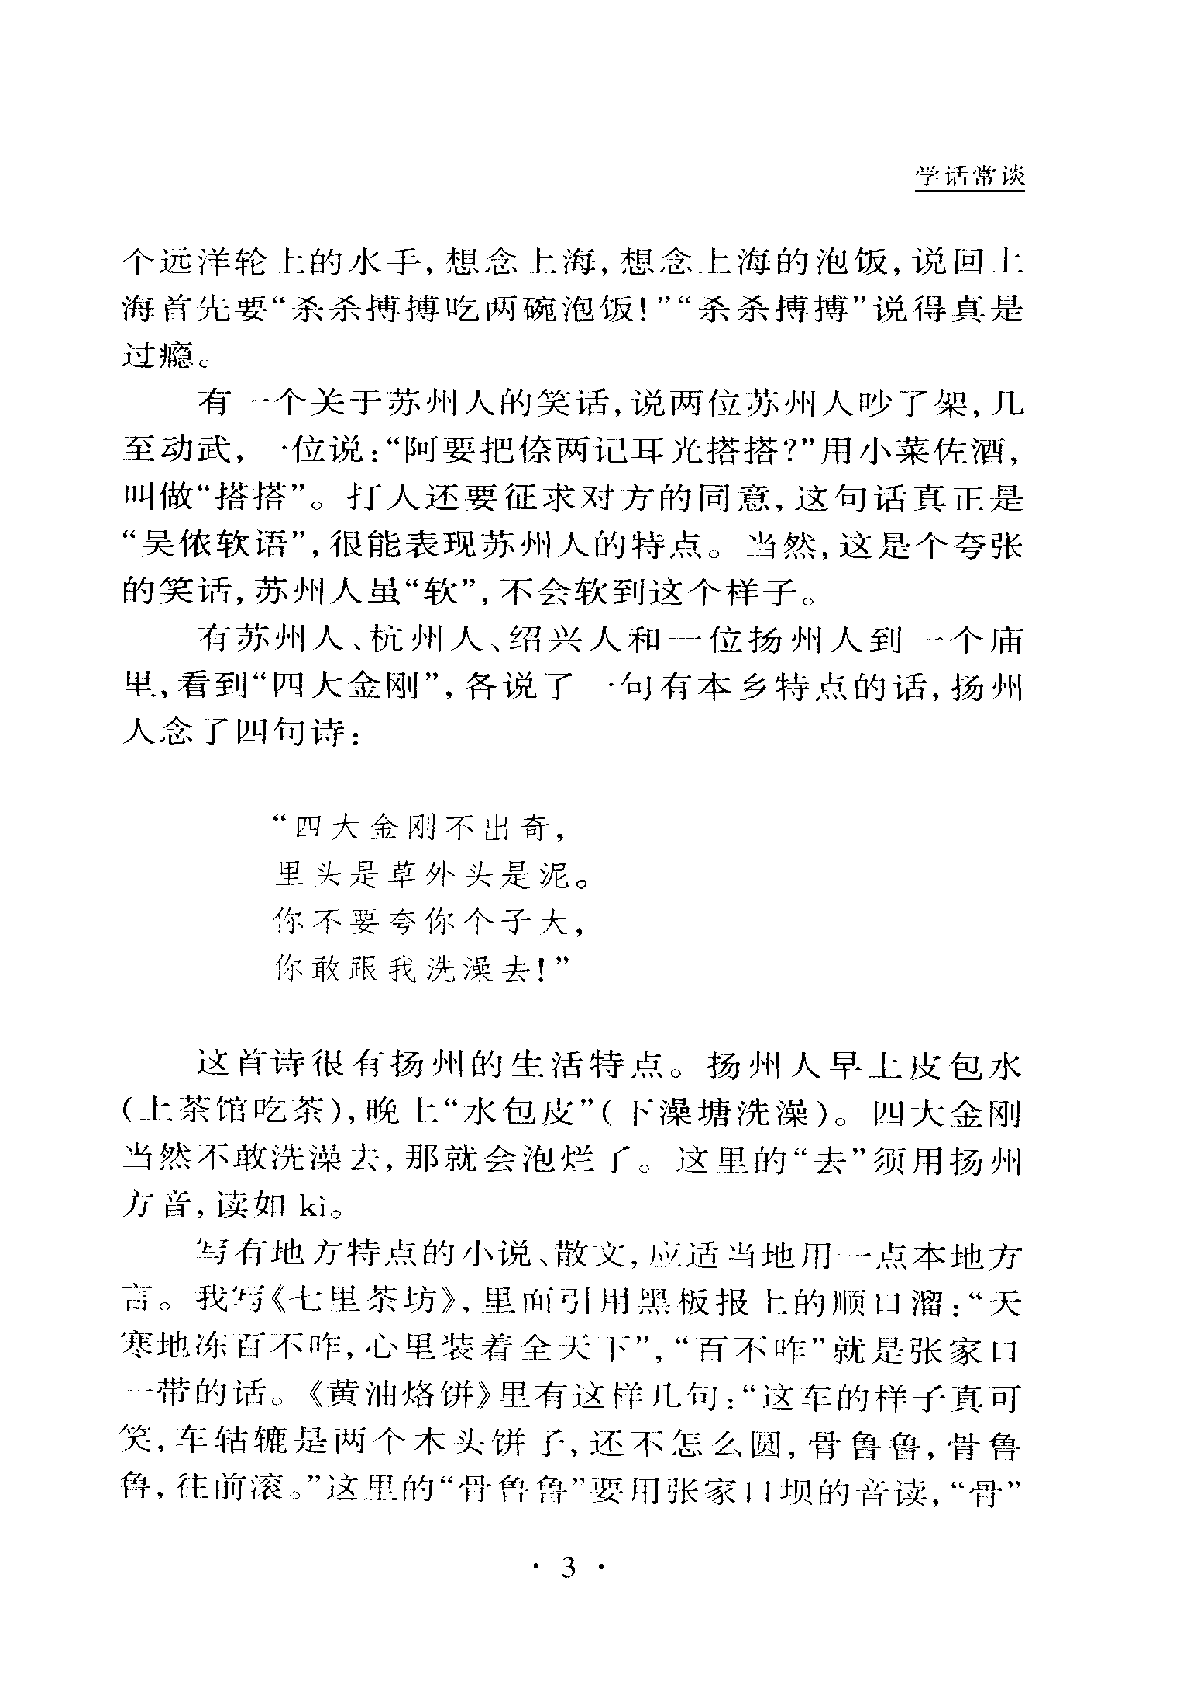 学话常谈
个远洋轮上的水手，想念上海，想念上海的泡饭，说回上
海首先要“杀杀搏搏吃两碗泡饭！”“杀杀搏搏”说得真是
过瘾。
有一个关于苏州人的笑话，说两位苏州人吵了架，几
至动武，一位说：“阿要把倷两记耳光搭搭？”用小菜佐酒，
叫做“搭搭”。打人还要征求对方的同意，这句话真正是
“吴侬软语”，很能表现苏州人的特点。当然，这是个夸张
的笑话，苏州人虽“软”，不会软到这个样子。
有苏州人、杭州人、绍兴人和一位扬州人到一个庙
里，看到“四大金刚”，各说了一句有本乡特点的话，扬州
人念了四句诗：
“四大金刚不出奇，
里头是草外头是泥。
你不要夸你个子大，
你敢跟我洗澡去！”
这首诗很有扬州的生活特点。扬州人早上皮包水
（上茶馆吃茶），晚上“水包皮”（下澡塘洗澡）。四大金刚
当然不敢洗澡去，那就会泡烂了。这里的“去”须用扬州
方音，读如 kì。
写有地方特点的小说、散文，应适当地用一点本地方
言。我写《七里茶坊》，里面引用黑板报上的顺口溜：“天
寒地冻百不咋，心里装着全天下”，“百不咋”就是张家口
一带的话。《黄油烙饼》里有这样几句：“这车的样子真可
笑，车轱辘是两个木头饼子，还不怎么圆，骨鲁鲁，骨鲁
鲁，往前滚。”这里的“骨鲁鲁”要用张家口坝的音读，“骨”
· 3 ·